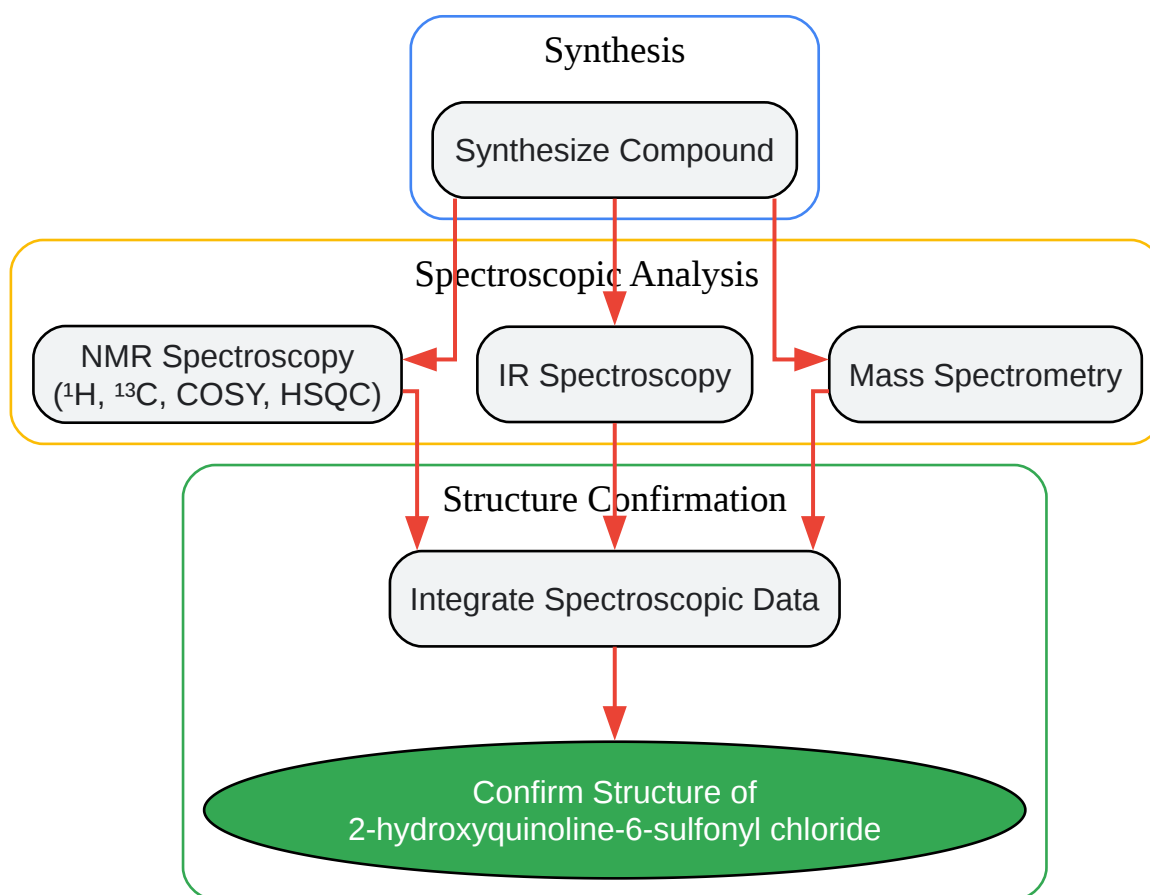 Synthesis
Synthesize Compound
Spectroscopic Analysis
NMR Spectroscopy
(¹H, ¹³C, COSY, HSQC)
IR Spectroscopy
Mass Spectrometry
Structure Confirmation
Integrate Spectroscopic Data
Confirm Structure of
2-hydroxyquinoline-6-sulfonyl chloride